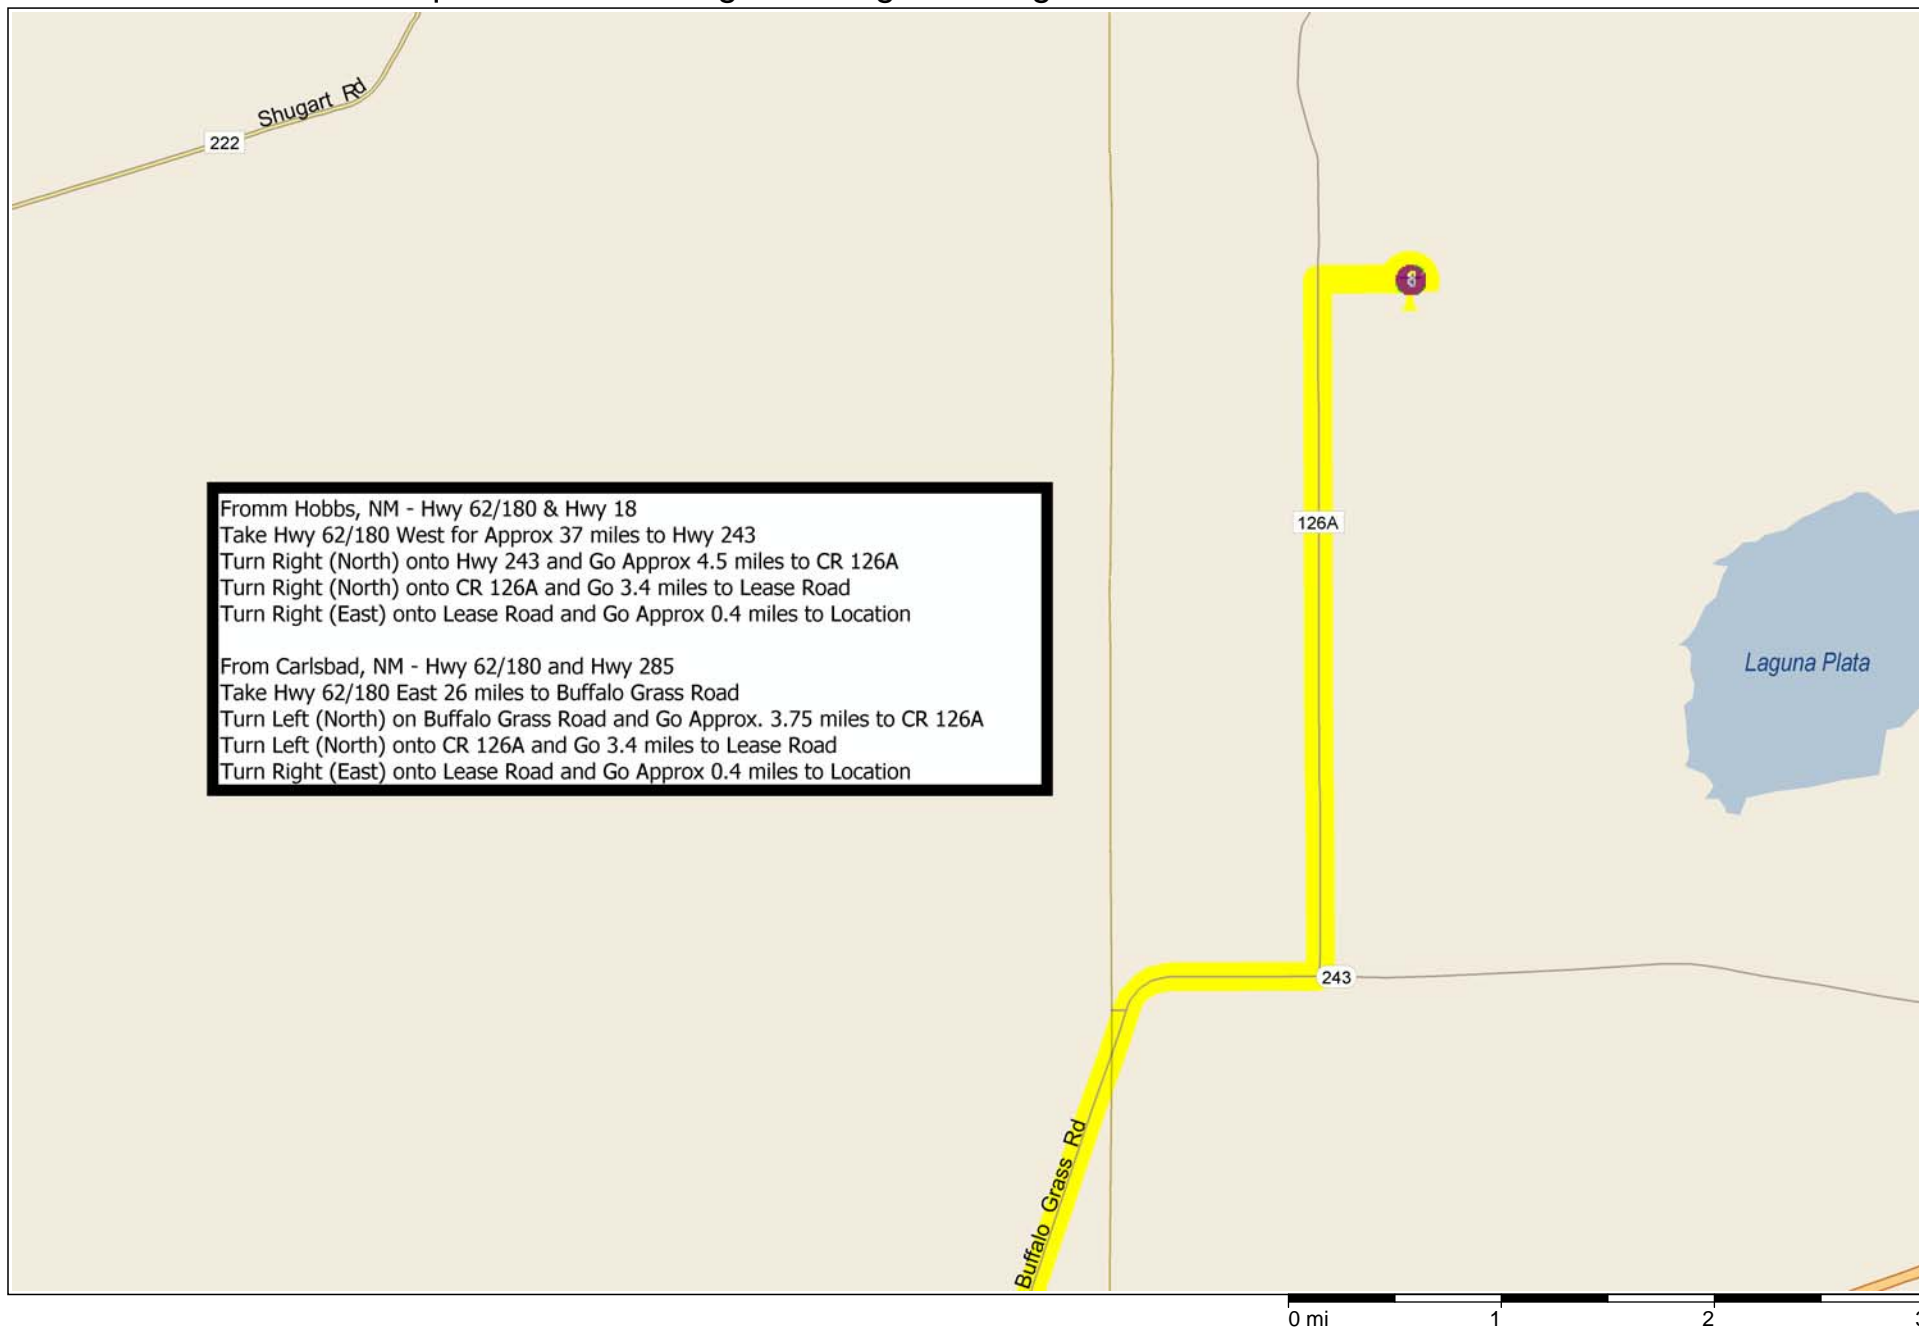 Shugart Rd
222
Fromm Hobbs, NM - Hwy 62/180 & Hwy 18
Take Hwy 62/180 West for Approx 37 miles to Hwy 243
Turn Right (North) onto Hwy 243 and Go Approx 4.5 miles to CR 126A
Turn Right (North) onto CR 126A and Go 3.4 miles to Lease Road
Turn Right (East) onto Lease Road and Go Approx 0.4 miles to Location
From Carlsbad, NM - Hwy 62/180 and Hwy 285
Take Hwy 62/180 East 26 miles to Buffalo Grass Road
Turn Left (North) on Buffalo Grass Road and Go Approx. 3.75 miles to CR 126A
Turn Left (North) onto CR 126A and Go 3.4 miles to Lease Road
Turn Right (East) onto Lease Road and Go Approx 0.4 miles to Location
126A
Laguna Plata
243
Buffalo Grass Rd
0 mi 1 2